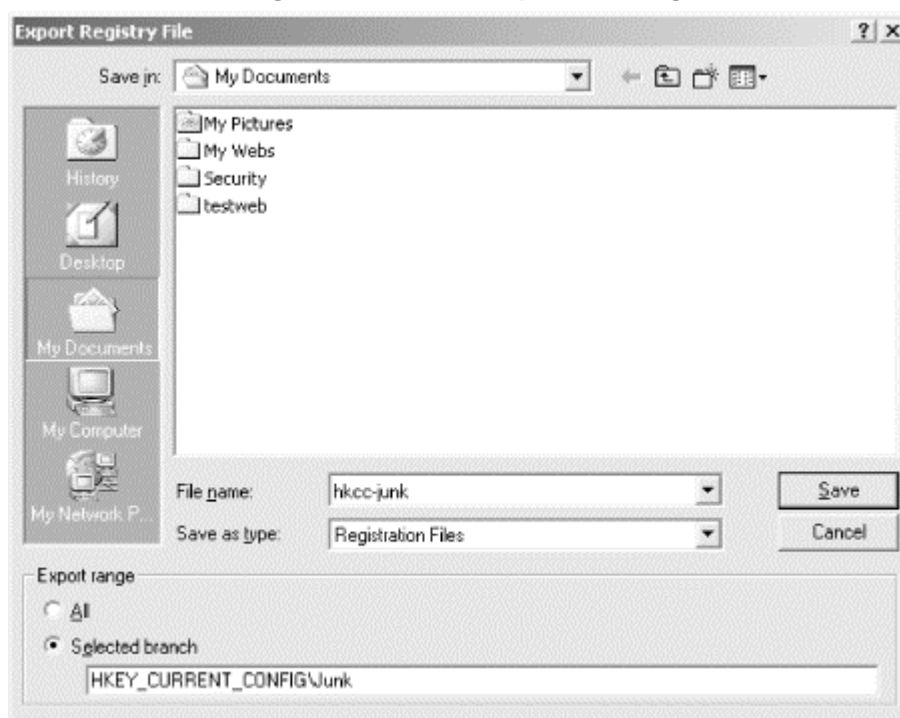 Export Registry File
Save in: My Documents
My Pictures
My Webs
Security
testweb
History
Desktop
My Documents
My Computer
My Network P...
File name: hkcc-junk Save
Save as type: Registration Files Cancel
Export range
All
Selected branch
HKEY_CURRENT_CONFIG\Junk